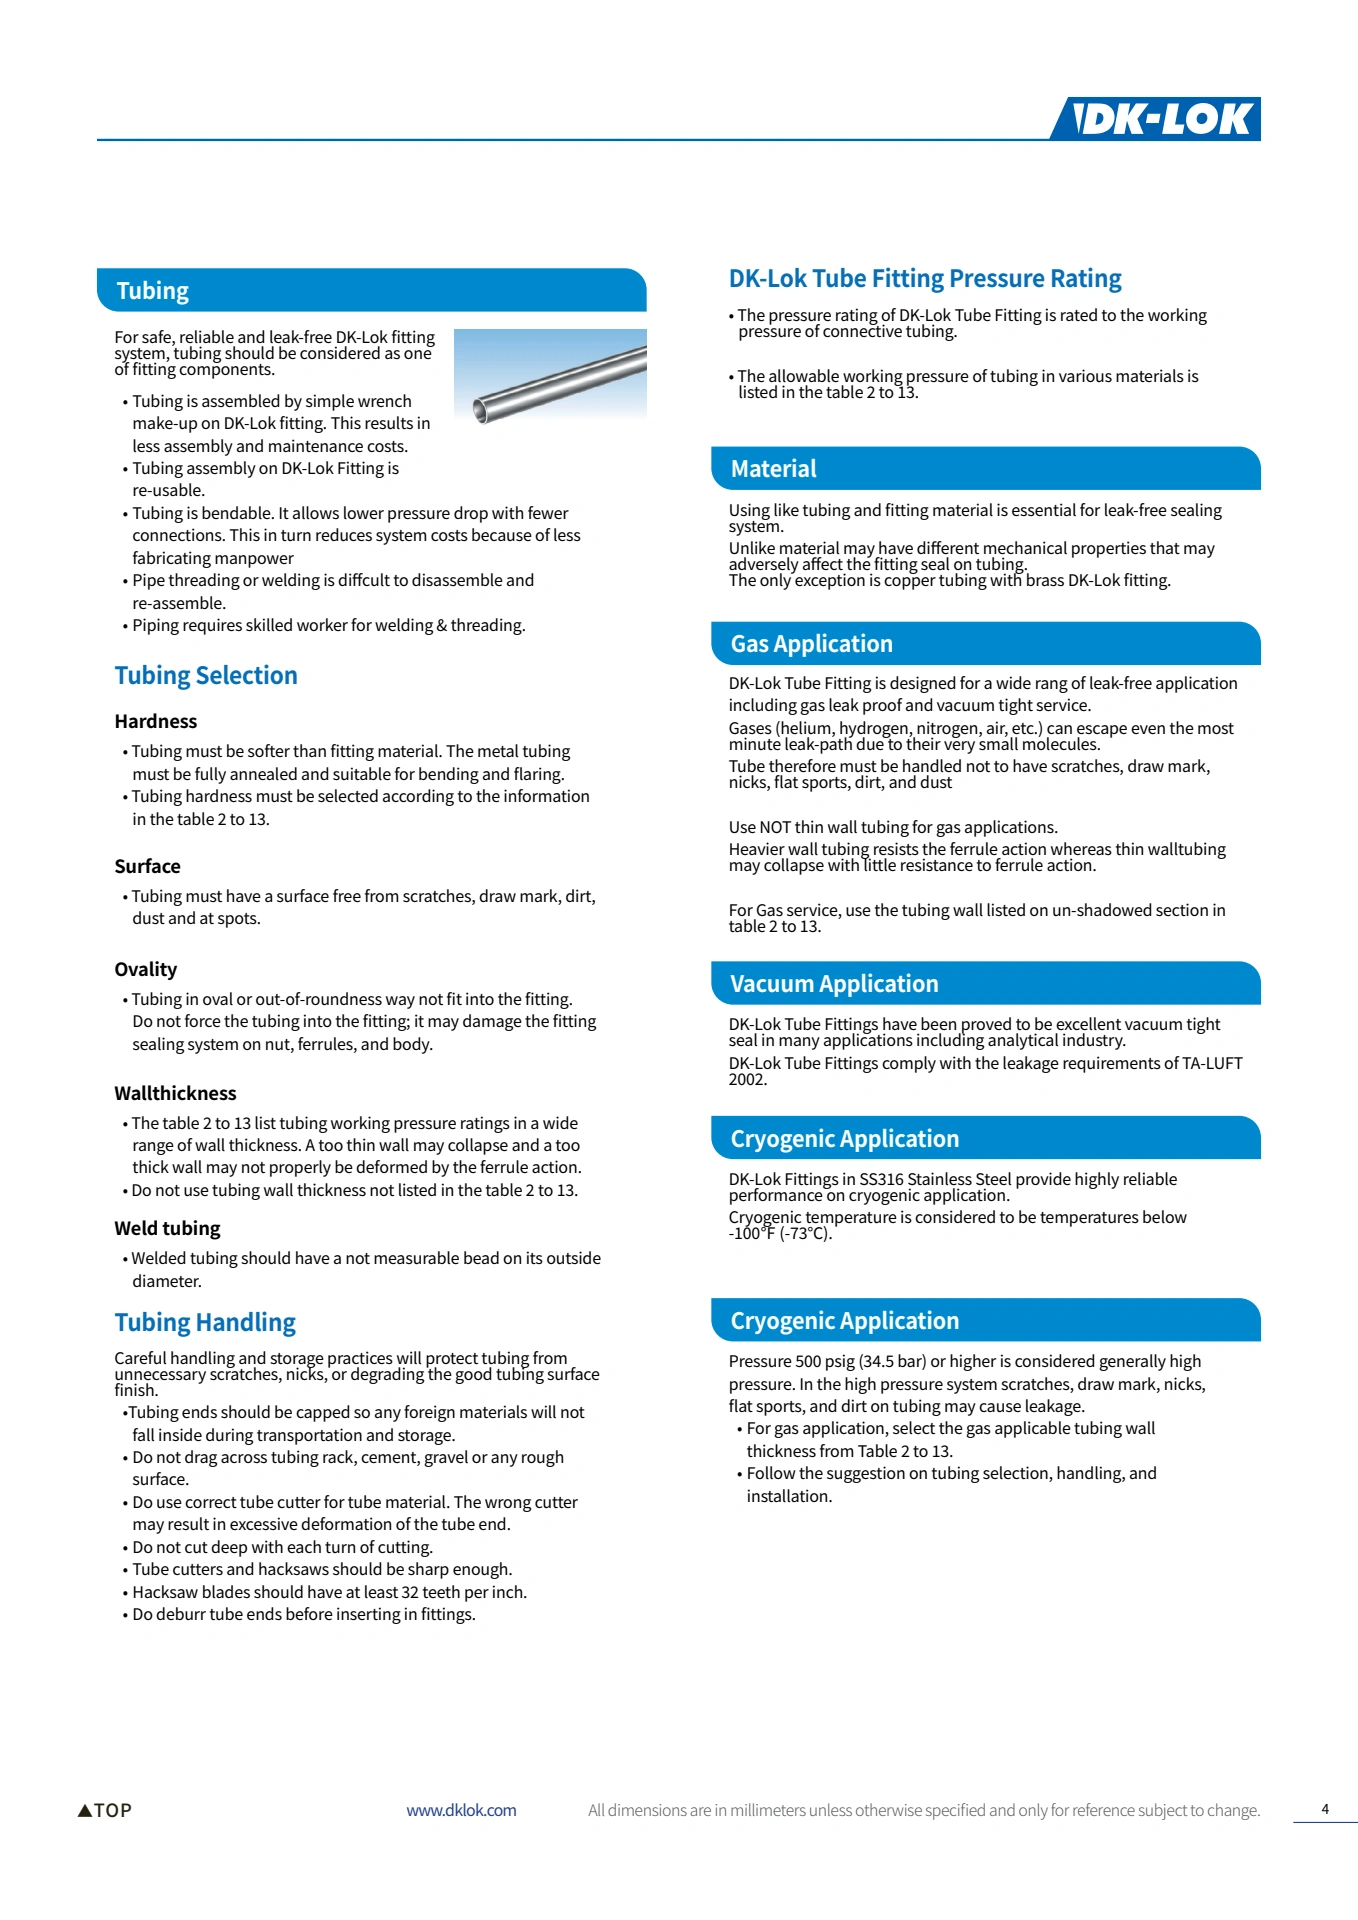 DK-LOK
Tubing
For safe, reliable and leak-free DK-Lok fitting
system, tubing should be considered as one
of fitting components.
• Tubing is assembled by simple wrench
make-up on DK-Lok fitting. This results in
less assembly and maintenance costs.
• Tubing assembly on DK-Lok Fitting is
re-usable.
• Tubing is bendable. It allows lower pressure drop with fewer
connections. This in turn reduces system costs because of less
fabricating manpower
• Pipe threading or welding is diffcult to disassemble and
re-assemble.
• Piping requires skilled worker for welding & threading.
Tubing Selection
Hardness
• Tubing must be softer than fitting material. The metal tubing
must be fully annealed and suitable for bending and flaring.
• Tubing hardness must be selected according to the information
in the table 2 to 13.
Surface
• Tubing must have a surface free from scratches, draw mark, dirt,
dust and at spots.
Ovality
• Tubing in oval or out-of-roundness way not fit into the fitting.
Do not force the tubing into the fitting; it may damage the fitting
sealing system on nut, ferrules, and body.
Wallthickness
• The table 2 to 13 list tubing working pressure ratings in a wide
range of wall thickness. A too thin wall may collapse and a too
thick wall may not properly be deformed by the ferrule action.
• Do not use tubing wall thickness not listed in the table 2 to 13.
Weld tubing
• Welded tubing should have a not measurable bead on its outside
diameter.
Tubing Handling
Careful handling and storage practices will protect tubing from
unnecessary scratches, nicks, or degrading the good tubing surface
finish.
•Tubing ends should be capped so any foreign materials will not
fall inside during transportation and storage.
• Do not drag across tubing rack, cement, gravel or any rough
surface.
• Do use correct tube cutter for tube material. The wrong cutter
may result in excessive deformation of the tube end.
• Do not cut deep with each turn of cutting.
• Tube cutters and hacksaws should be sharp enough.
• Hacksaw blades should have at least 32 teeth per inch.
• Do deburr tube ends before inserting in fittings.
DK-Lok Tube Fitting Pressure Rating
• The pressure rating of DK-Lok Tube Fitting is rated to the working
pressure of connective tubing.
• The allowable working pressure of tubing in various materials is
listed in the table 2 to 13.
Material
Using like tubing and fitting material is essential for leak-free sealing
system.
Unlike material may have different mechanical properties that may
adversely affect the fitting seal on tubing.
The only exception is copper tubing with brass DK-Lok fitting.
Gas Application
DK-Lok Tube Fitting is designed for a wide rang of leak-free application
including gas leak proof and vacuum tight service.
Gases (helium, hydrogen, nitrogen, air, etc.) can escape even the most
minute leak-path due to their very small molecules.
Tube therefore must be handled not to have scratches, draw mark,
nicks, flat sports, dirt, and dust
Use NOT thin wall tubing for gas applications.
Heavier wall tubing resists the ferrule action whereas thin walltubing
may collapse with little resistance to ferrule action.
For Gas service, use the tubing wall listed on un-shadowed section in
table 2 to 13.
Vacuum Application
DK-Lok Tube Fittings have been proved to be excellent vacuum tight
seal in many applications including analytical industry.
DK-Lok Tube Fittings comply with the leakage requirements of TA-LUFT
2002.
Cryogenic Application
DK-Lok Fittings in SS316 Stainless Steel provide highly reliable
performance on cryogenic application.
Cryogenic temperature is considered to be temperatures below
-100°F (-73°C).
Cryogenic Application
Pressure 500 psig (34.5 bar) or higher is considered generally high
pressure. In the high pressure system scratches, draw mark, nicks,
flat sports, and dirt on tubing may cause leakage.
• For gas application, select the gas applicable tubing wall
thickness from Table 2 to 13.
• Follow the suggestion on tubing selection, handling, and
installation.
▲TOP
www.dklok.com
All dimensions are in millimeters unless otherwise specified and only for reference subject to change.
4